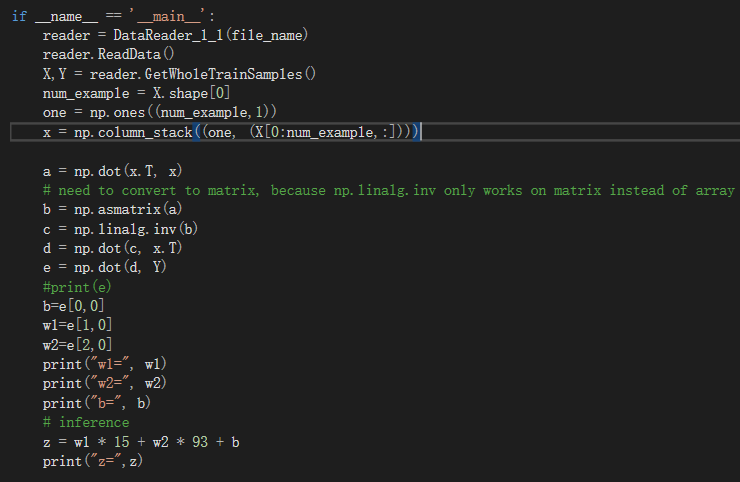 if __name__ == '__main__':
    reader = DataReader_1_1(file_name)
    reader.ReadData()
    X,Y = reader.GetWholeTrainSamples()
    num_example = X.shape[0]
    one = np.ones((num_example,1))
    x = np.column_stack((one, (X[0:num_example,:])))

    a = np.dot(x.T, x)
    # need to convert to matrix, because np.linalg.inv only works on matrix instead of array
    b = np.asmatrix(a)
    c = np.linalg.inv(b)
    d = np.dot(c, x.T)
    e = np.dot(d, Y)
    #print(e)
    b=e[0,0]
    w1=e[1,0]
    w2=e[2,0]
    print("w1=", w1)
    print("w2=", w2)
    print("b=", b)
    # inference
    z = w1 * 15 + w2 * 93 + b
    print("z=",z)